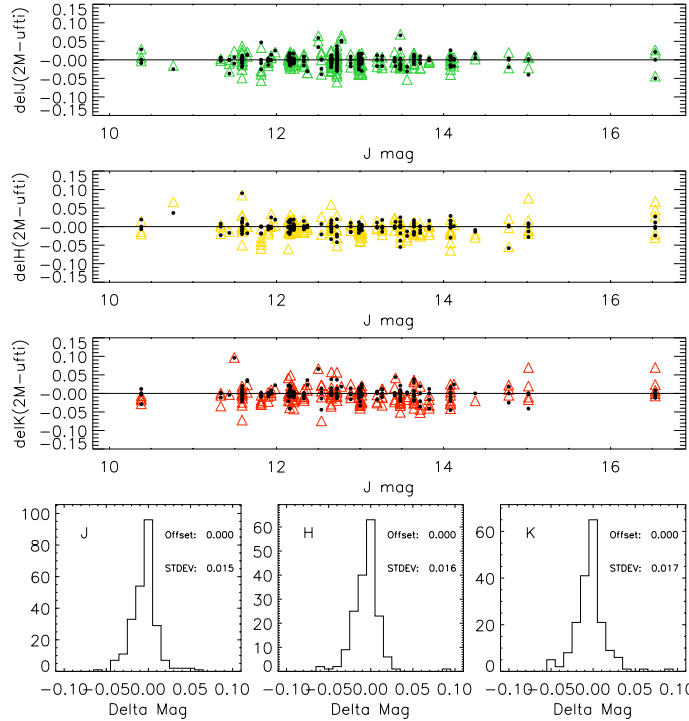 delJ(2M-ufti)
0.15
0.10
0.05
-0.00
-0.05
-0.10
-0.15
10 12 14 16
J mag
delH(2M-ufti)
0.15
0.10
0.05
-0.00
-0.05
-0.10
-0.15
10 12 14 16
J mag
delK(2M-ufti)
0.15
0.10
0.05
-0.00
-0.05
-0.10
-0.15
10 12 14 16
J mag
100
80
60
40
20
0
J
Offset: 0.000
STDEV: 0.015
-0.10-0.050.00 0.05 0.10
Delta Mag
60
50
40
30
20
10
0
H
Offset: 0.000
STDEV: 0.016
-0.10-0.050.00 0.05 0.10
Delta Mag
60
40
20
0
K
Offset: 0.000
STDEV: 0.017
-0.10-0.050.00 0.05 0.10
Delta Mag